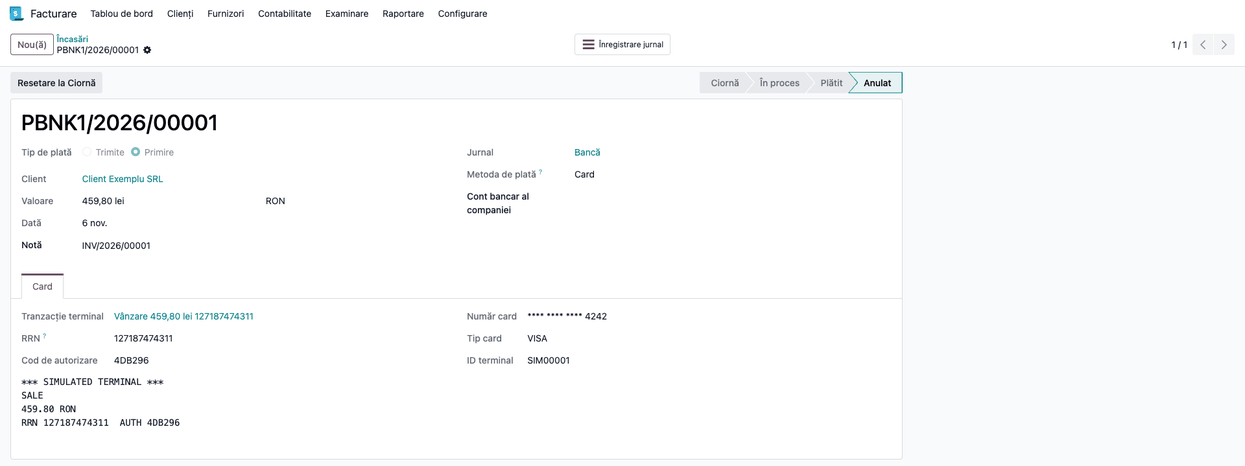 Facturare Tablou de bord Clienți Furnizori Contabilitate Examinare Raportare Configurare
Nou(ă)
Încasări
PBNK1/2026/00001
Înregistrare jurnal
1 / 1
Resetare la Ciornă
Ciornă În proces Plătit Anulat
PBNK1/2026/00001
Tip de plată Trimite Primire
Jurnal Bancă
Client Client Exemplu SRL
Metoda de plată ? Card
Valoare 459,80 lei RON
Cont bancar al
companiei
Dată 6 nov.
Notă INV/2026/00001
Card
Tranzacție terminal Vânzare 459,80 lei 127187474311
Număr card **** **** **** 4242
RRN ? 127187474311
Tip card VISA
Cod de autorizare 4DB296
ID terminal SIM00001
*** SIMULATED TERMINAL ***
SALE
459.80 RON
RRN 127187474311 AUTH 4DB296